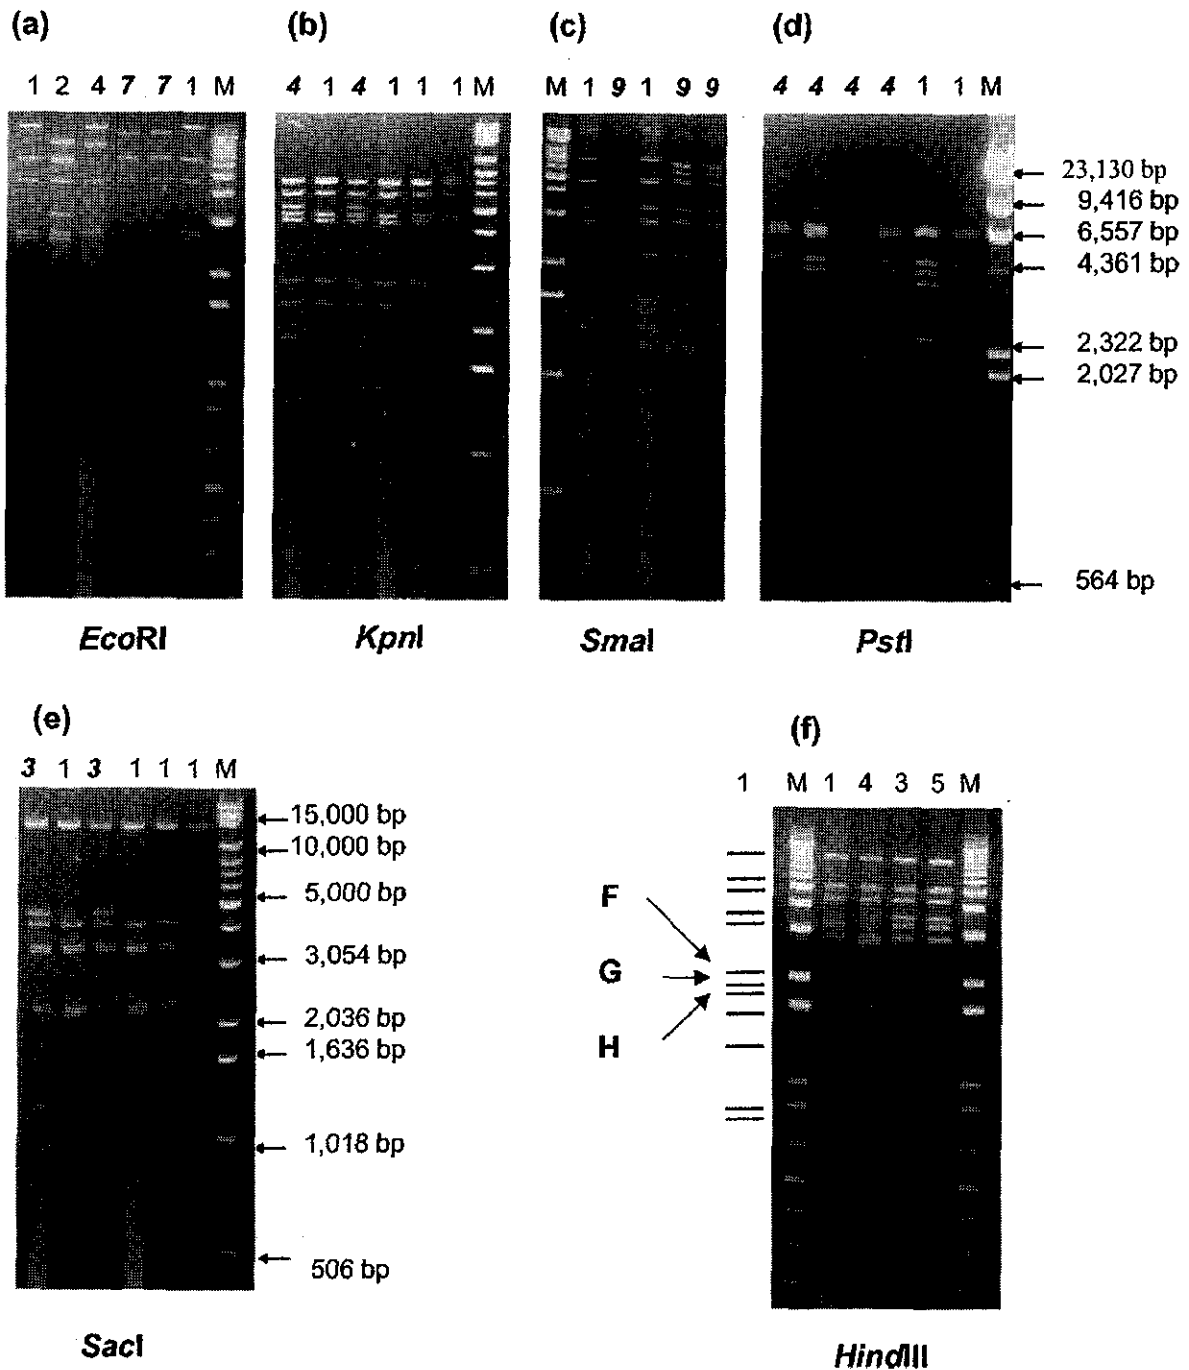 (a)
1 2 4 7 7 1 M
EcoRI
(b)
4 1 4 1 1 1 M
KpnI
(c)
M 1 9 1 9 9
SmaI
(d)
4 4 4 4 1 1 M
23,130 bp
9,416 bp
6,557 bp
4,361 bp
2,322 bp
2,027 bp
564 bp
PstI
(e)
3 1 3 1 1 1 M
15,000 bp
10,000 bp
5,000 bp
3,054 bp
2,036 bp
1,636 bp
1,018 bp
506 bp
SacI
(f)
1 M 1 4 3 5 M
F
G
H
HindIII